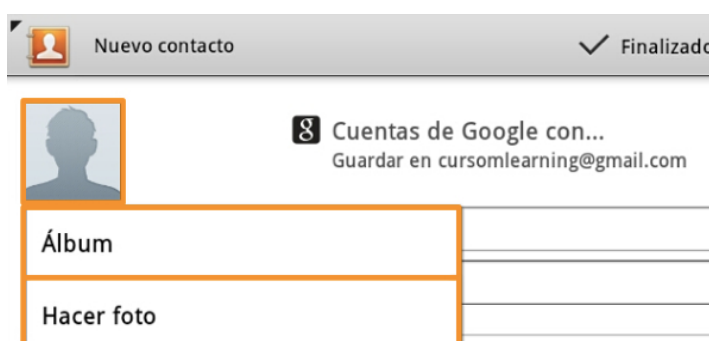 Nuevo contacto
Finalizado
Cuentas de Google con...
Guardar en cursomlearning@gmail.com
Álbum
Hacer foto